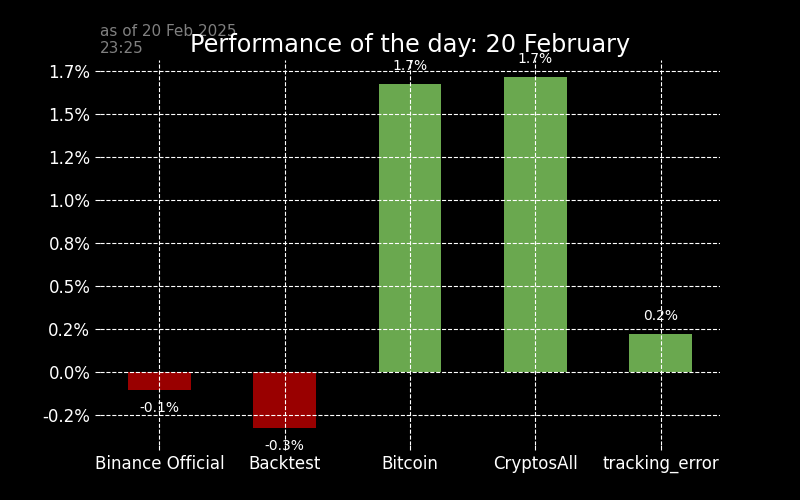 as of 20 Feb 2025
23:25
Performance of the day: 20 February
1.7%
1.5%
1.2%
1.0%
0.8%
0.5%
0.2%
0.0%
-0.2%
-0.1%
-0.3%
1.7%
1.7%
0.2%
Binance Official
Backtest
Bitcoin
CryptosAll
tracking_error